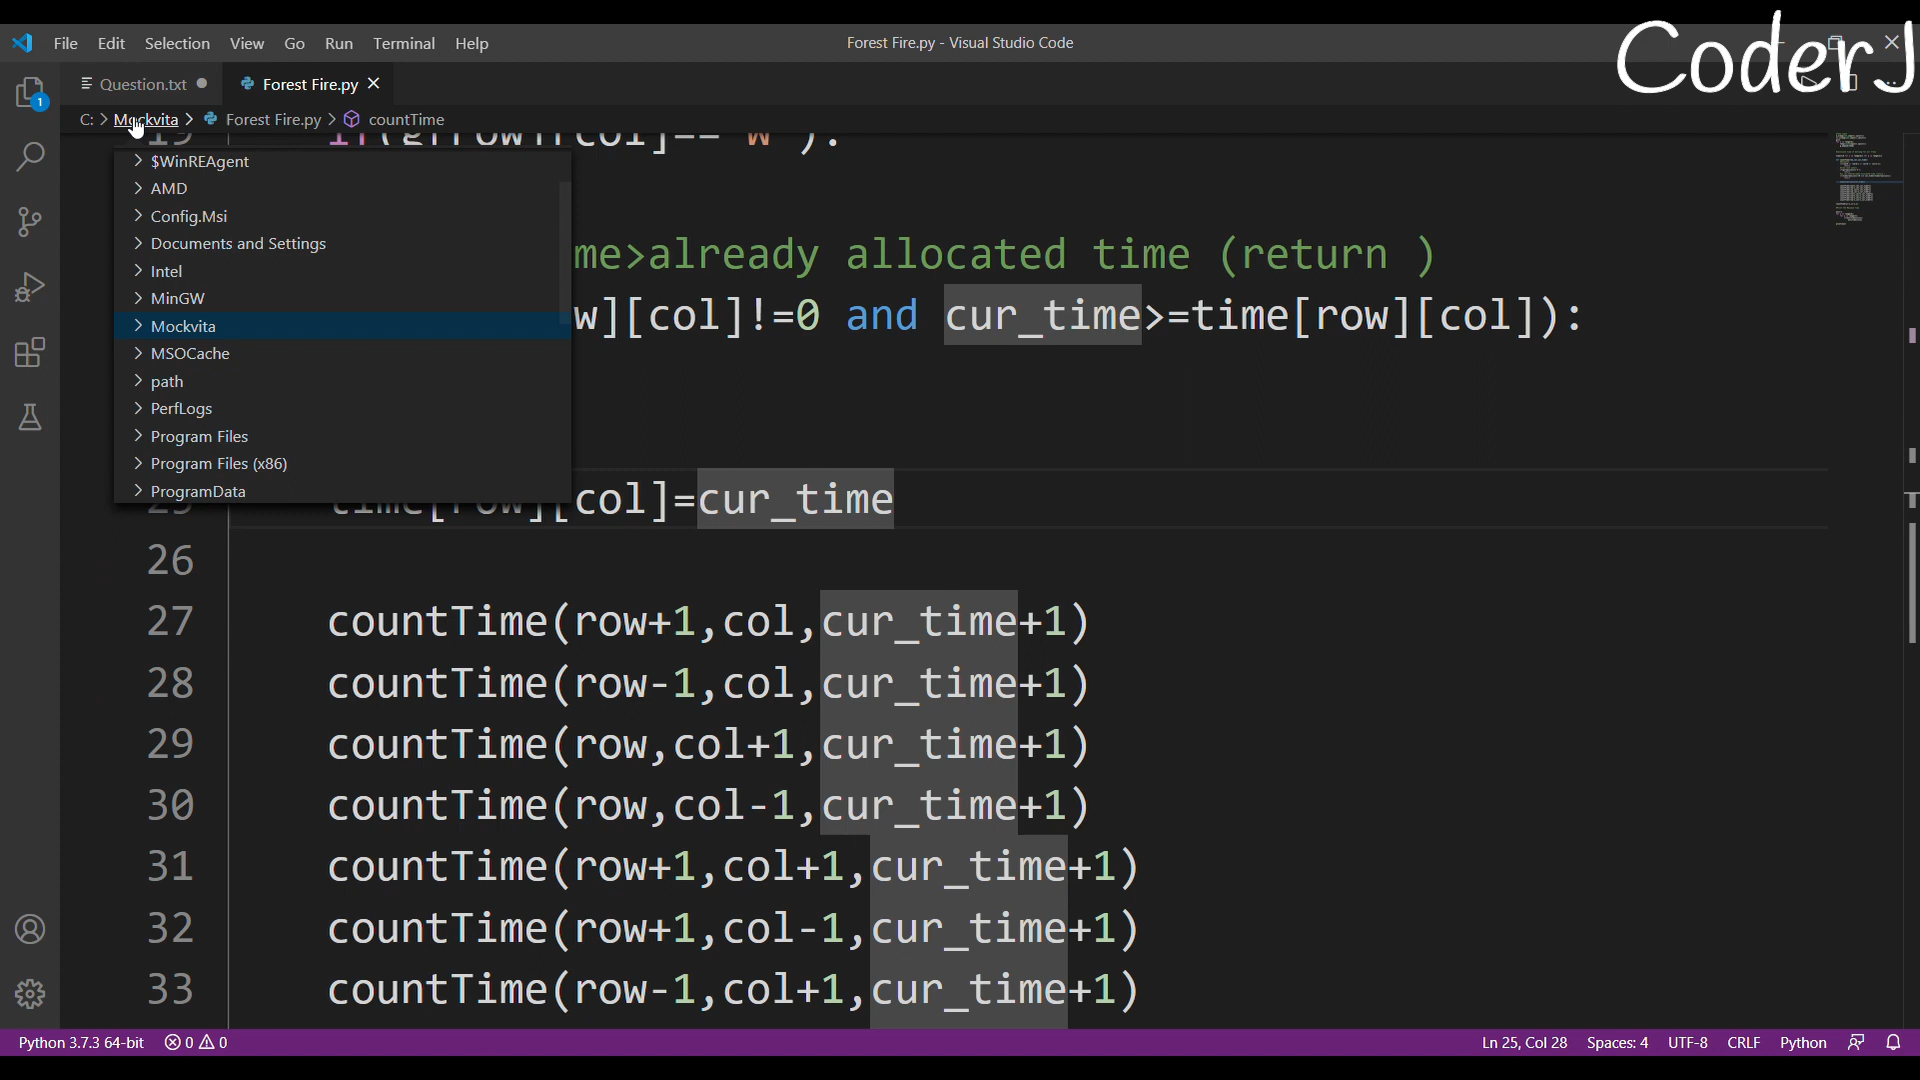 File Edit Selection View Go Run Terminal Help
Forest Fire.py - Visual Studio Code
CoderJ
Question.txt
Forest Fire.py
C: > Mockvita > Forest Fire.py > countTime
1
$WinREAgent
AMD
Config.Msi
Documents and Settings
Intel
MinGW
Mockvita
MSOCache
path
PerfLogs
Program Files
Program Files (x86)
ProgramData
me>already allocated time (return )
w][col]!=0 and cur_time>=time[row][col]):
25 time[row][col]=cur_time
26
27 countTime(row+1,col,cur_time+1)
28 countTime(row-1,col,cur_time+1)
29 countTime(row,col+1,cur_time+1)
30 countTime(row,col-1,cur_time+1)
31 countTime(row+1,col+1,cur_time+1)
32 countTime(row+1,col-1,cur_time+1)
33 countTime(row-1,col+1,cur_time+1)
Python 3.7.3 64-bit 0 0 Ln 25, Col 28 Spaces: 4 UTF-8 CRLF Python